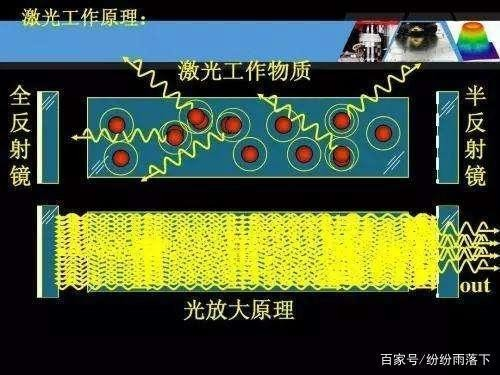 激光工作原理：
激光工作物质
全反射镜
半反射镜
out
光放大原理
百家号/纷纷雨落下